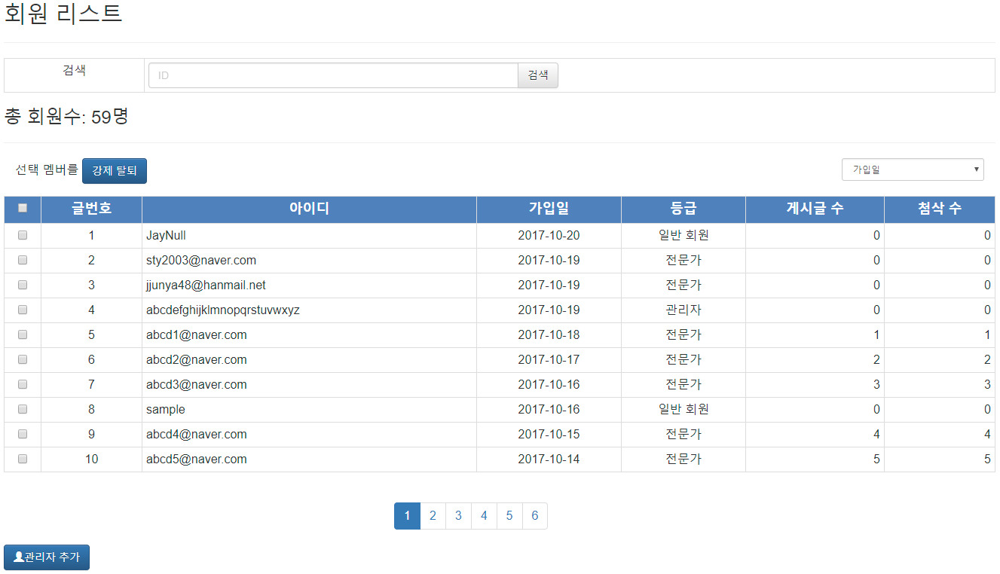 회원 리스트
검색 ID 검색
총 회원수: 59명
선택 멤버를 강제 탈퇴 가입일
글번호 아이디 가입일 등급 게시글 수 첨삭 수
1 JayNull 2017-10-20 일반 회원 0 0
2 sty2003@naver.com 2017-10-19 전문가 0 0
3 jjunya48@hanmail.net 2017-10-19 전문가 0 0
4 abcdefghijklmnopqrstuvwxyz 2017-10-19 관리자 0 0
5 abcd1@naver.com 2017-10-18 전문가 1 1
6 abcd2@naver.com 2017-10-17 전문가 2 2
7 abcd3@naver.com 2017-10-16 전문가 3 3
8 sample 2017-10-16 일반 회원 0 0
9 abcd4@naver.com 2017-10-15 전문가 4 4
10 abcd5@naver.com 2017-10-14 전문가 5 5
1 2 3 4 5 6
관리자 추가